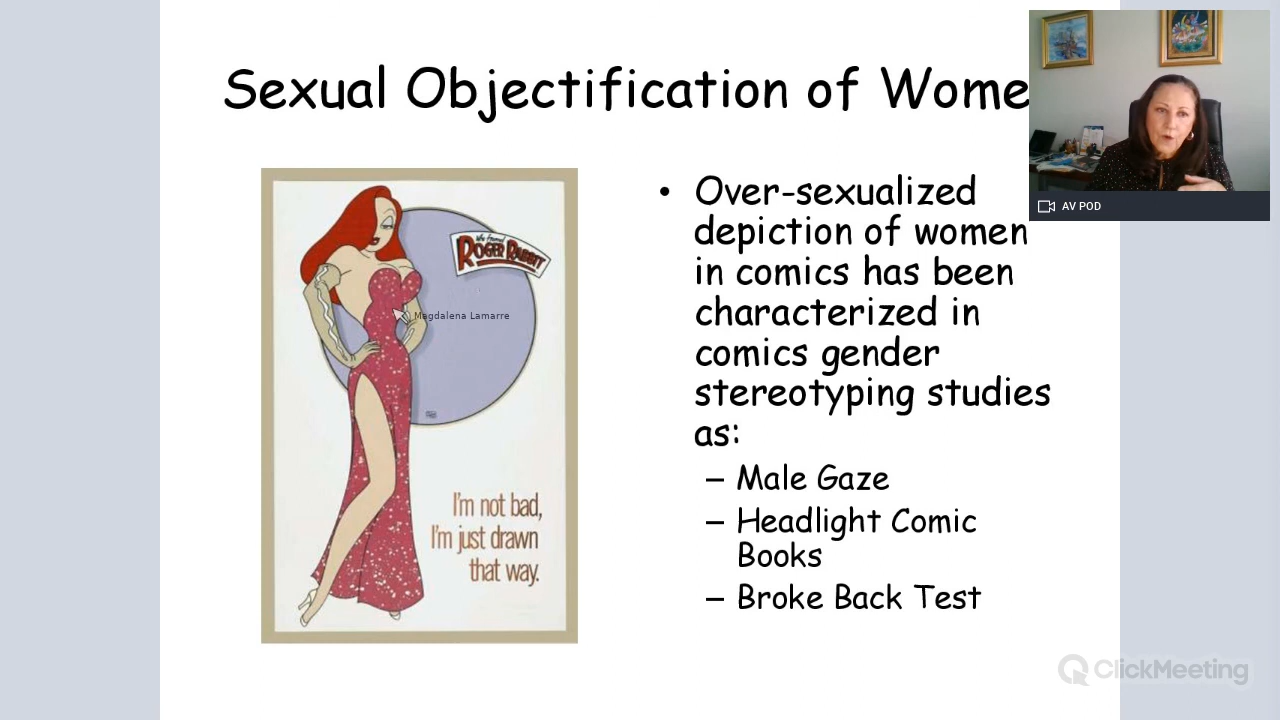 Sexual Objectification of Wome
AV POD
• Over-sexualized
depiction of women
in comics has been
characterized in
comics gender
stereotyping studies
as:
– Male Gaze
– Headlight Comic
Books
– Broke Back Test
Who Framed
ROGER RABBIT
Magdalena Lamarre
I'm not bad,
I'm just drawn
that way.
ClickMeeting